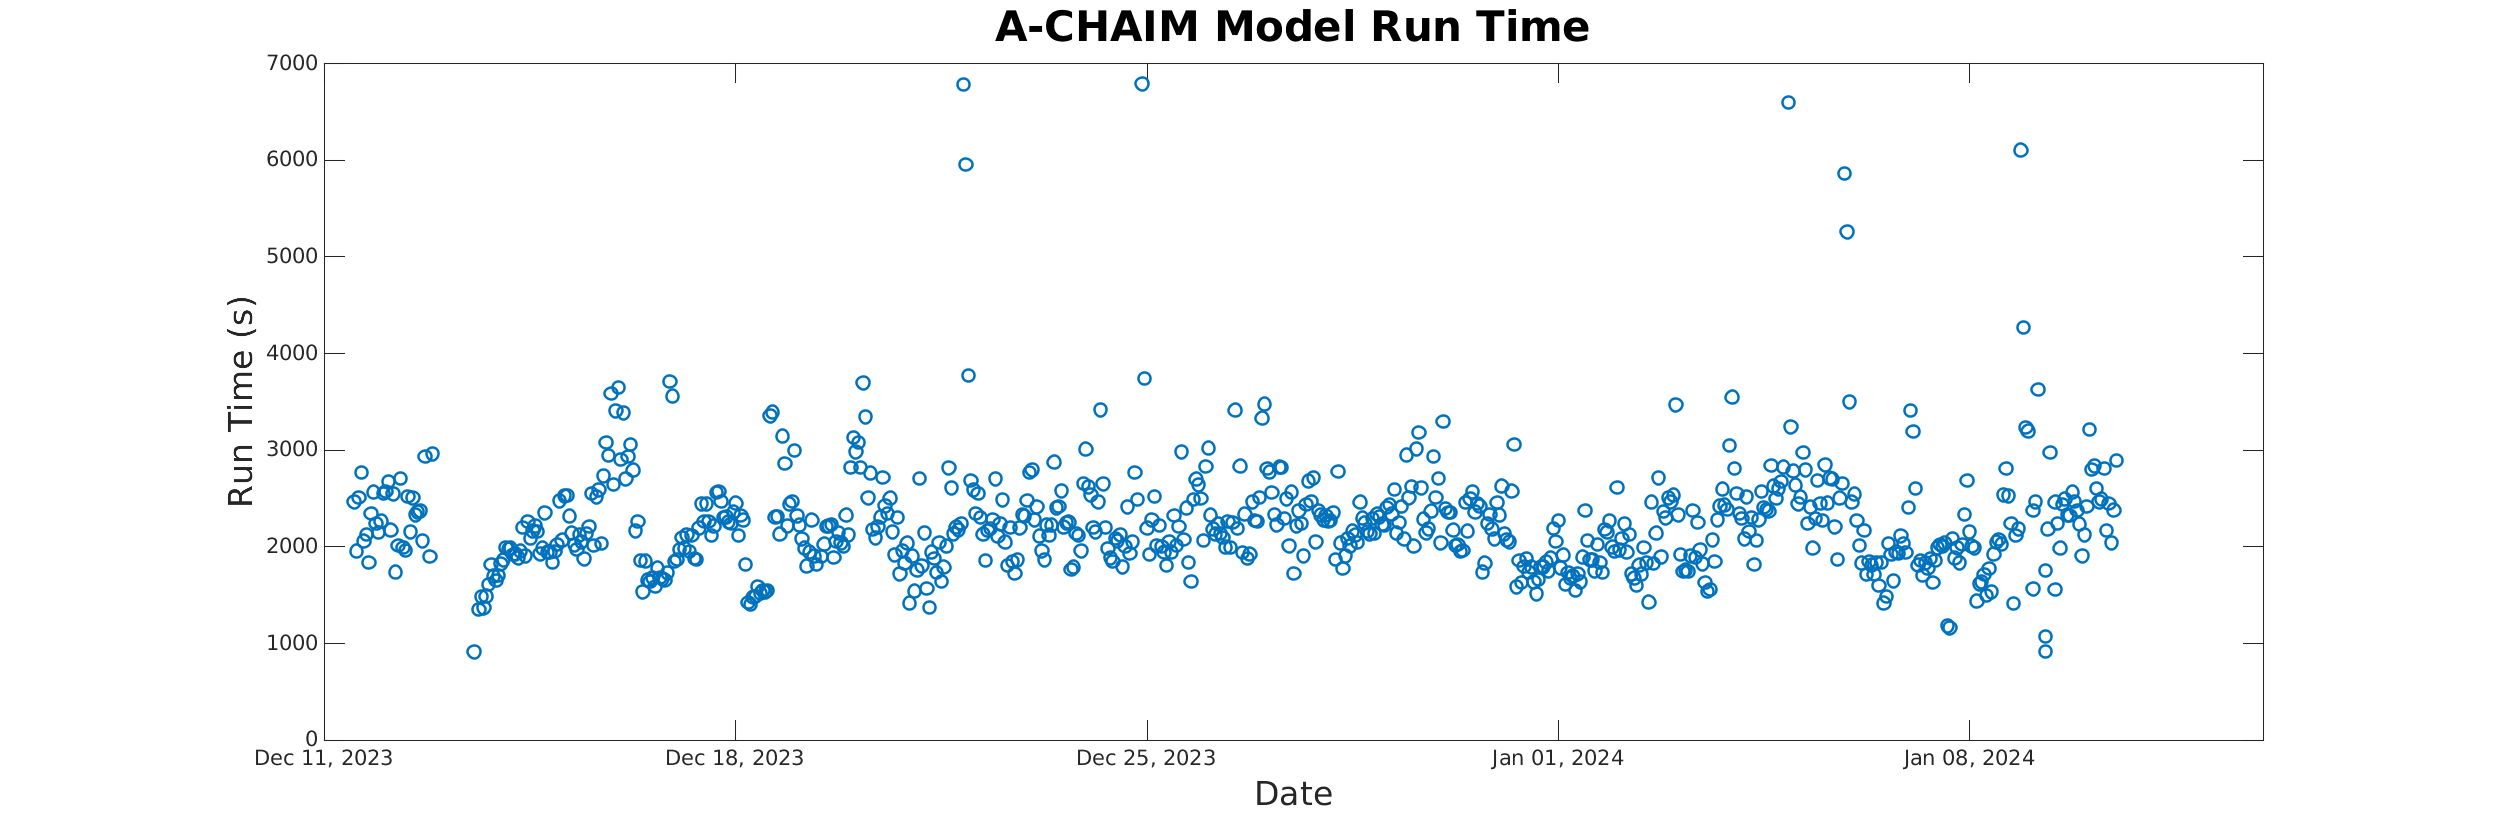 A-CHAIM Model Run Time
7000
6000
5000
4000
3000
2000
1000
0
Run Time (s)
Dec 11, 2023 Dec 18, 2023 Dec 25, 2023 Jan 01, 2024 Jan 08, 2024
Date